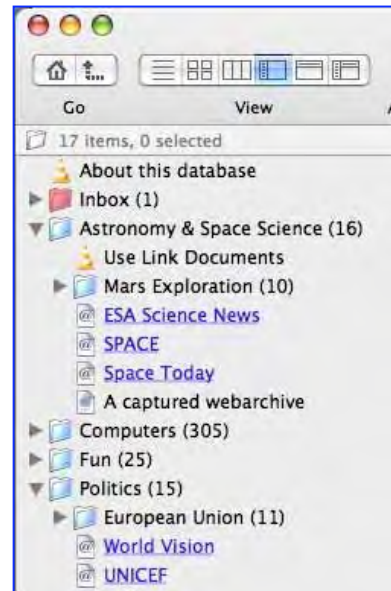 Go View
17 items, 0 selected
About this database
Inbox (1)
Astronomy & Space Science (16)
Use Link Documents
Mars Exploration (10)
ESA Science News
SPACE
Space Today
A captured webarchive
Computers (305)
Fun (25)
Politics (15)
European Union (11)
World Vision
UNICEF